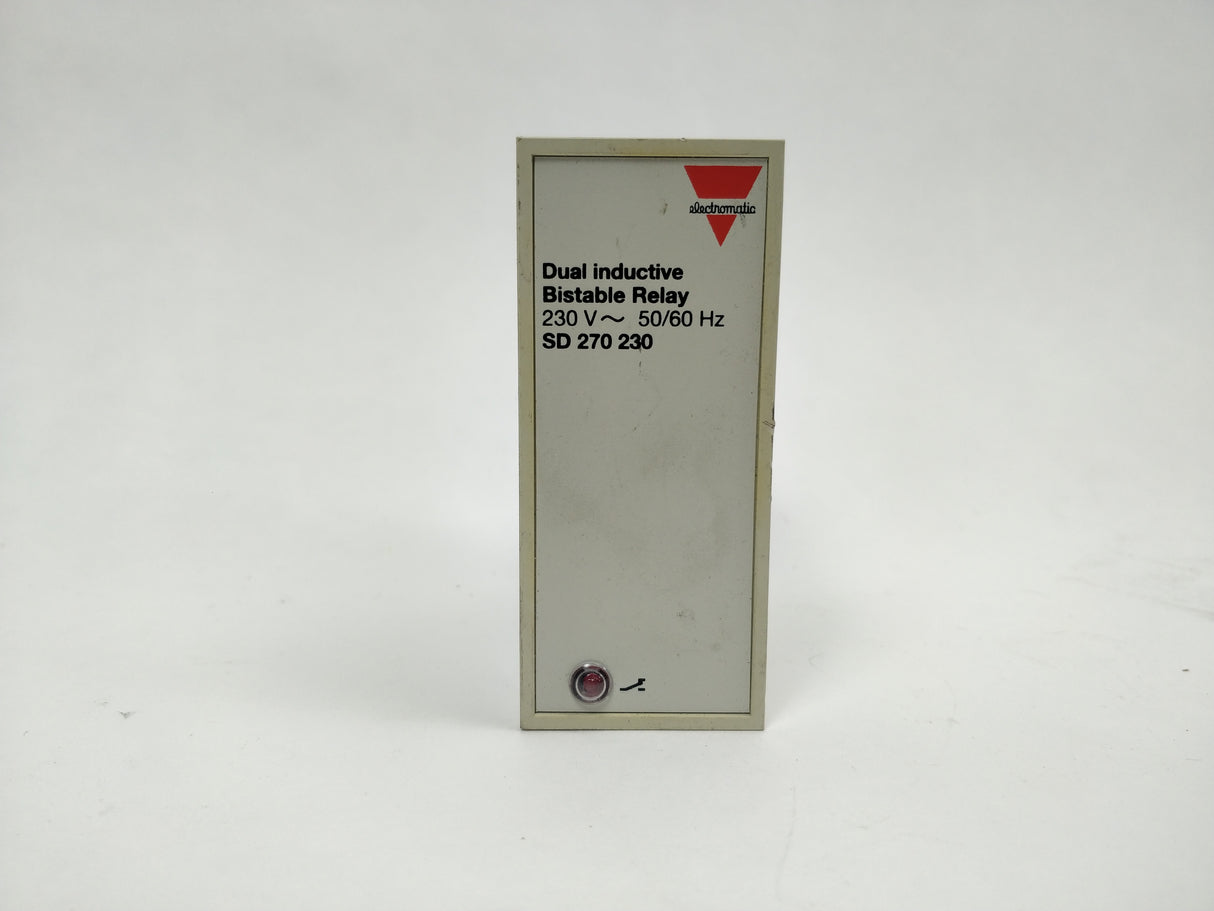 electromatic
Dual inductive
Bistable Relay
230 V~ 50/60 Hz
SD 270 230